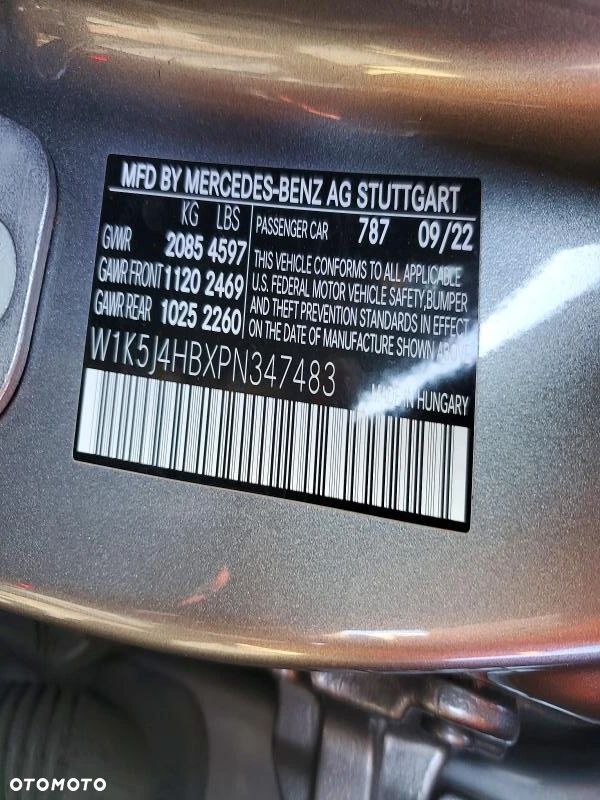 MFD BY MERCEDES-BENZ AG STUTTGART
KG LBS
GVWR 2085 4597
GAWR FRONT 1120 2469
GAWR REAR 1025 2260
PASSENGER CAR 787 09/22
THIS VEHICLE CONFORMS TO ALL APPLICABLE
U.S. FEDERAL MOTOR VEHICLE SAFETY, BUMPER
AND THEFT PREVENTION STANDARDS IN EFFECT
ON THE DATE OF MANUFACTURE SHOWN ABOVE
W1K5J4HBXPN347483
MADE IN HUNGARY
OTOMOTO